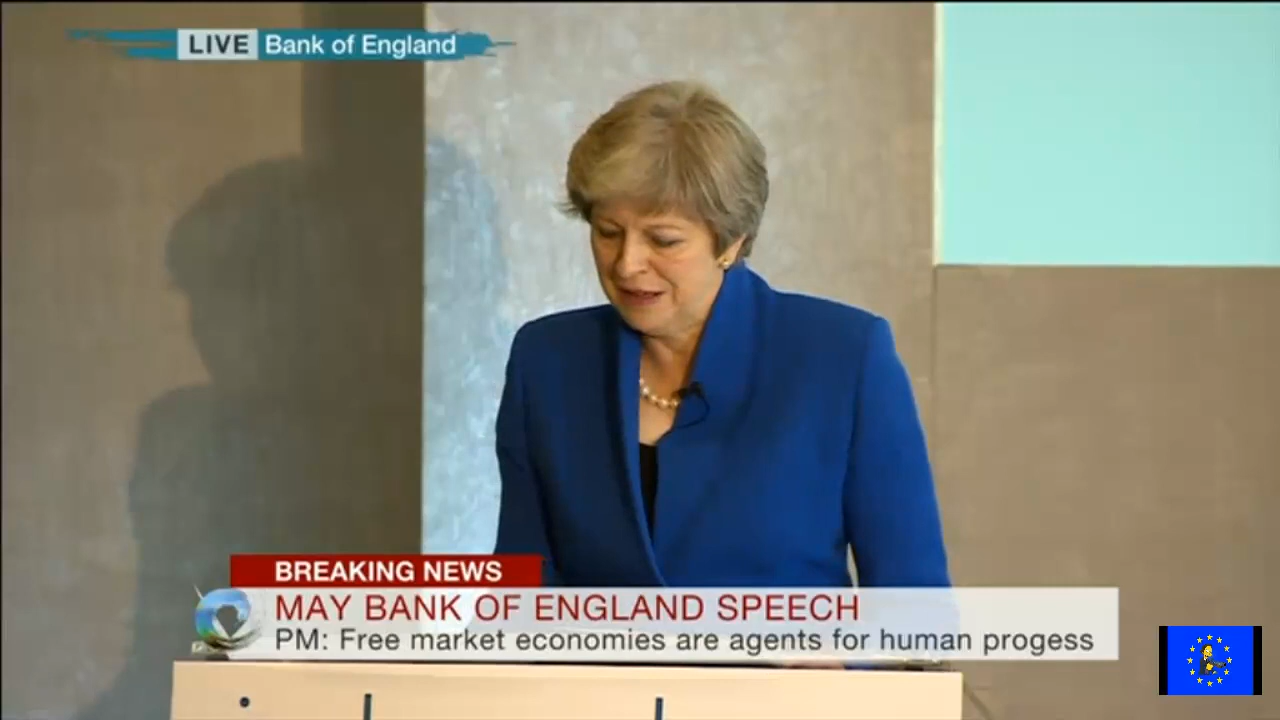 LIVE Bank of England
BREAKING NEWS
MAY BANK OF ENGLAND SPEECH
PM: Free market economies are agents for human progess